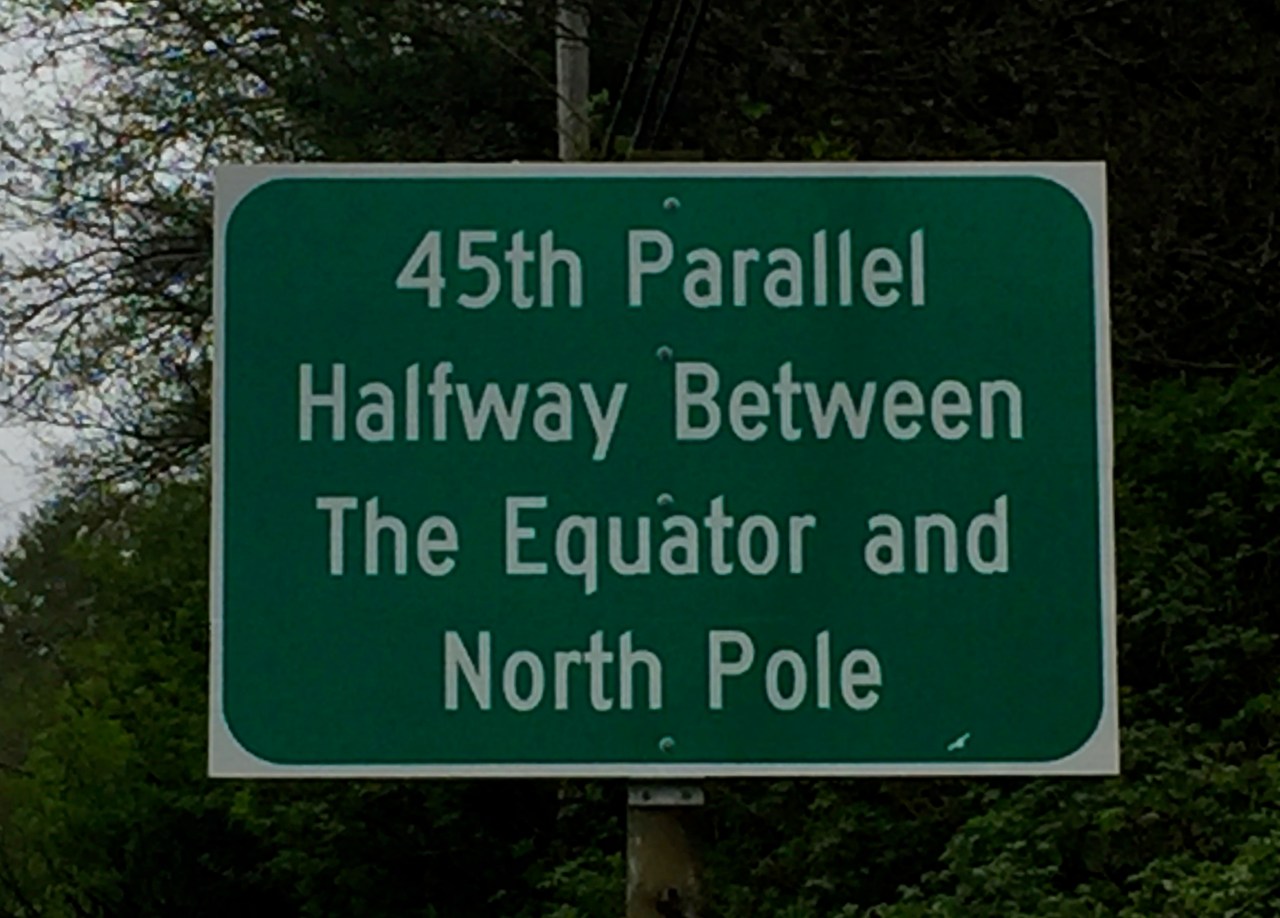 45th Parallel
Halfway Between
The Equator and
North Pole